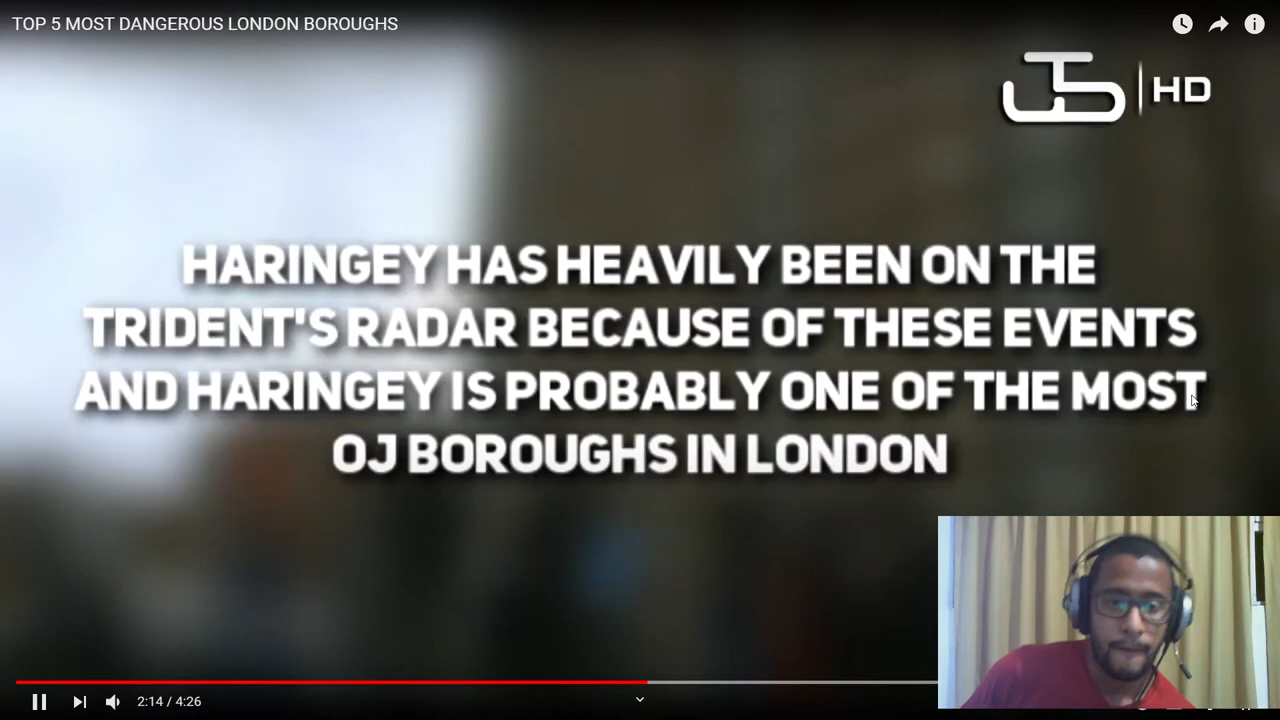 TOP 5 MOST DANGEROUS LONDON BOROUGHS
JTS HD
HARINGEY HAS HEAVILY BEEN ON THE
TRIDENT'S RADAR BECAUSE OF THESE EVENTS
AND HARINGEY IS PROBABLY ONE OF THE MOST
OJ BOROUGHS IN LONDON
2:14 / 4:26